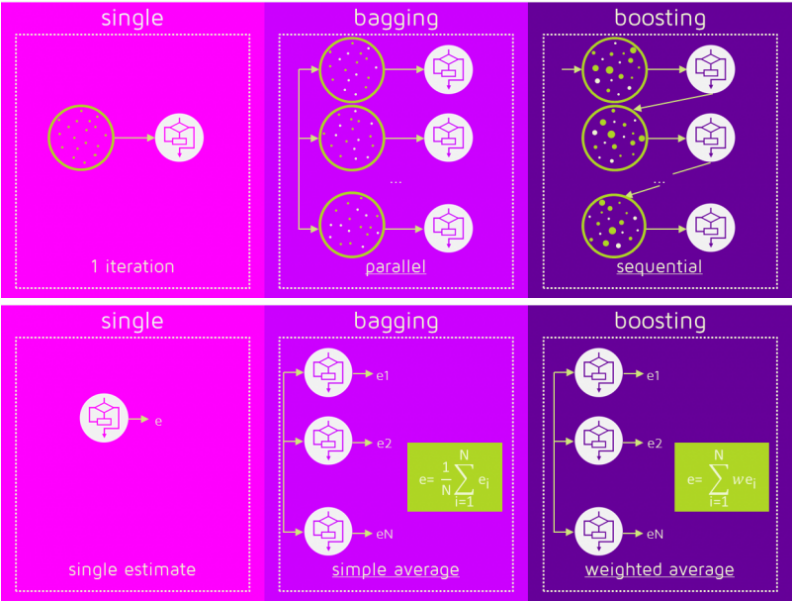 single
bagging
boosting
...
...
1 iteration
parallel
sequential
single
bagging
boosting
e
e1
e2
eN
e= 1/N ∑ i=1 N ei
e1
e2
eN
e= ∑ i=1 N wei
single estimate
simple average
weighted average